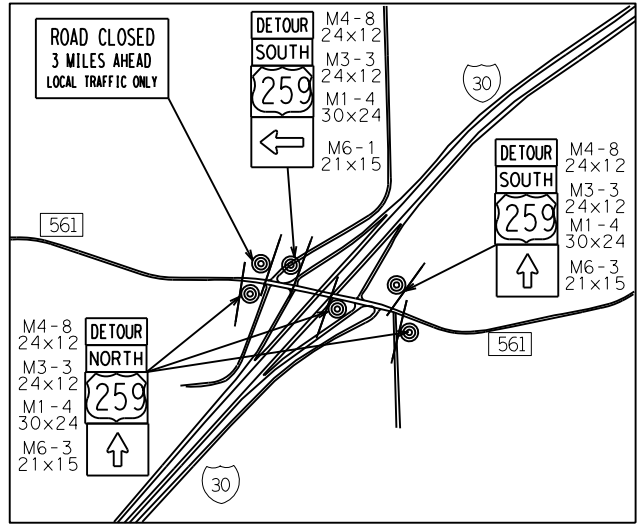 ROAD CLOSED
3 MILES AHEAD
LOCAL TRAFFIC ONLY
DETOUR
SOUTH
259
M4-8
24x12
M3-3
24x12
M1-4
30x24
M6-1
21x15
30
DETOUR
SOUTH
259
M4-8
24x12
M3-3
24x12
M1-4
30x24
M6-3
21x15
561
561
M4-8
24x12
M3-3
24x12
M1-4
30x24
M6-3
21x15
DETOUR
NORTH
259
30